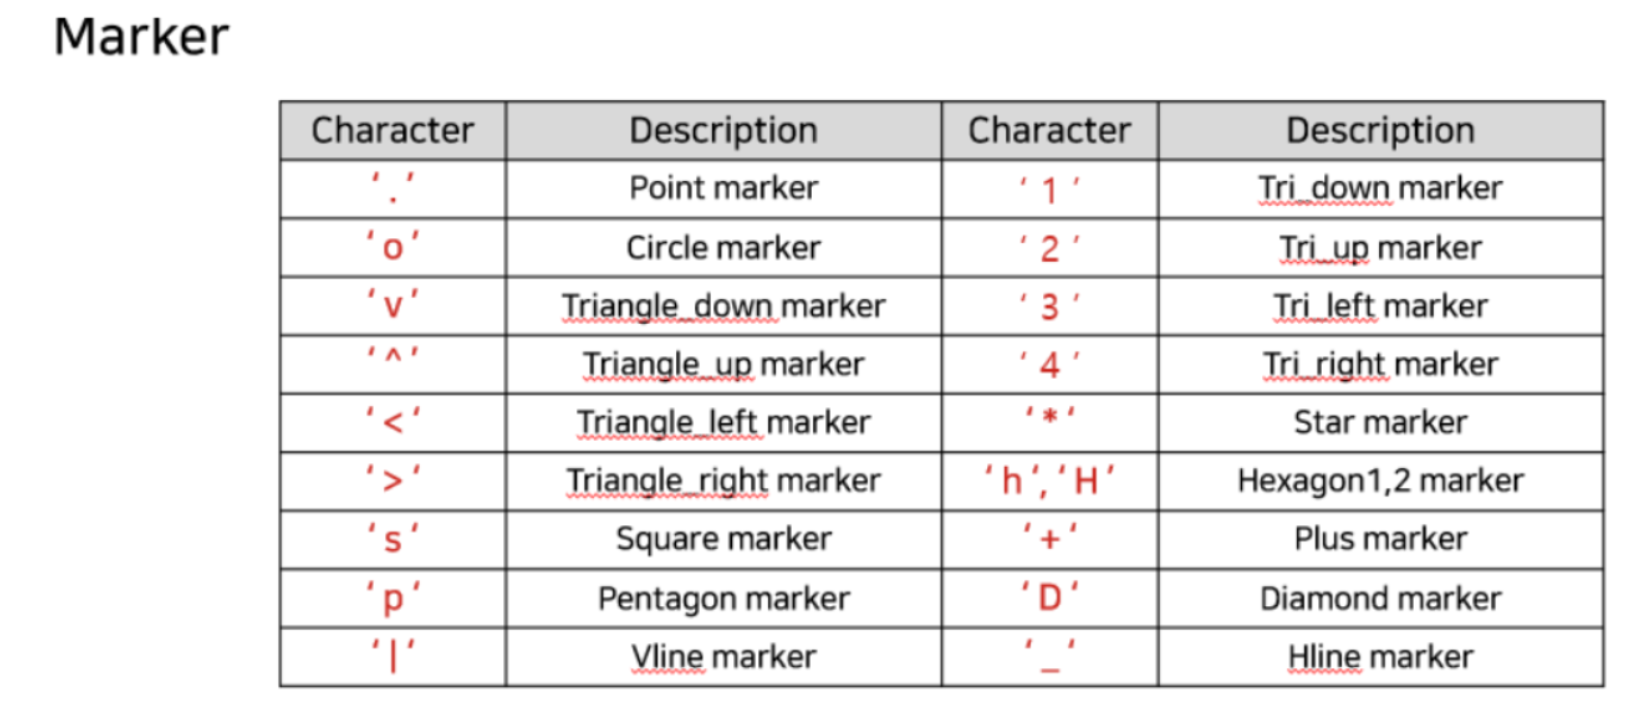 Marker
Character Description Character Description
‘.’ Point marker ‘1’ Tri_down marker
‘o’ Circle marker ‘2’ Tri_up marker
‘v’ Triangle_down marker ‘3’ Tri_left marker
‘^’ Triangle_up marker ‘4’ Tri_right marker
‘<‘ Triangle_left marker ‘*‘ Star marker
‘>‘ Triangle_right marker ‘h‘,‘H’ Hexagon1,2 marker
‘s‘ Square marker ‘+‘ Plus marker
‘p‘ Pentagon marker ‘D‘ Diamond marker
‘|‘ Vline marker ‘_‘ Hline marker